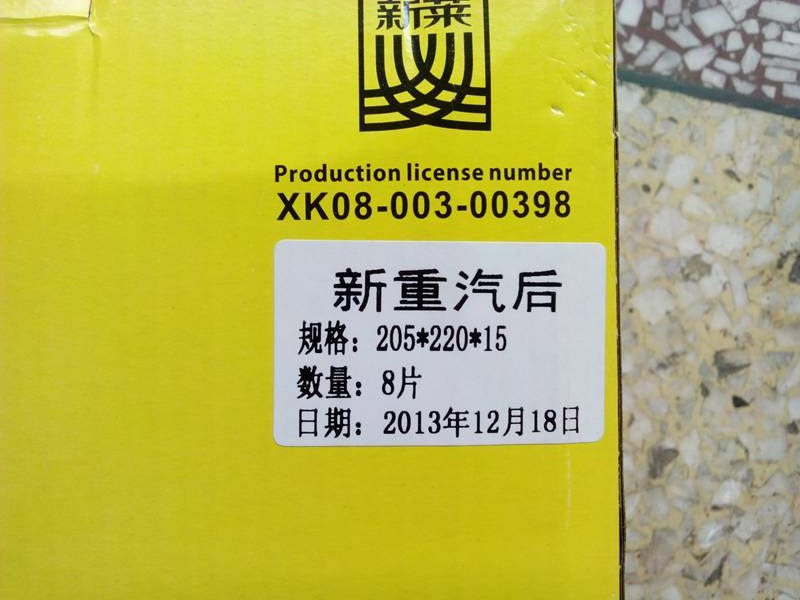 新莱
Production license number
XK08-003-00398
新重汽后
规格：205*220*15
数量：8片
日期：2013年12月18日